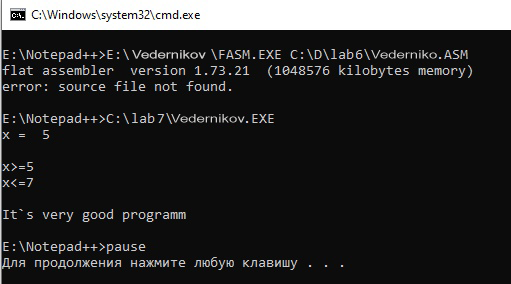 C:\Windows\system32\cmd.exe
E:\Notepad++>E:\Vedernikov \FASM.EXE C:\D\lab6\Vederniko.ASM
flat assembler  version 1.73.21  (1048576 kilobytes memory)
error: source file not found.
E:\Notepad++>C:\lab7\Vedernikov.EXE
x =  5
x>=5
x<=7
It`s very good programm
E:\Notepad++>pause
Для продолжения нажмите любую клавишу . . .